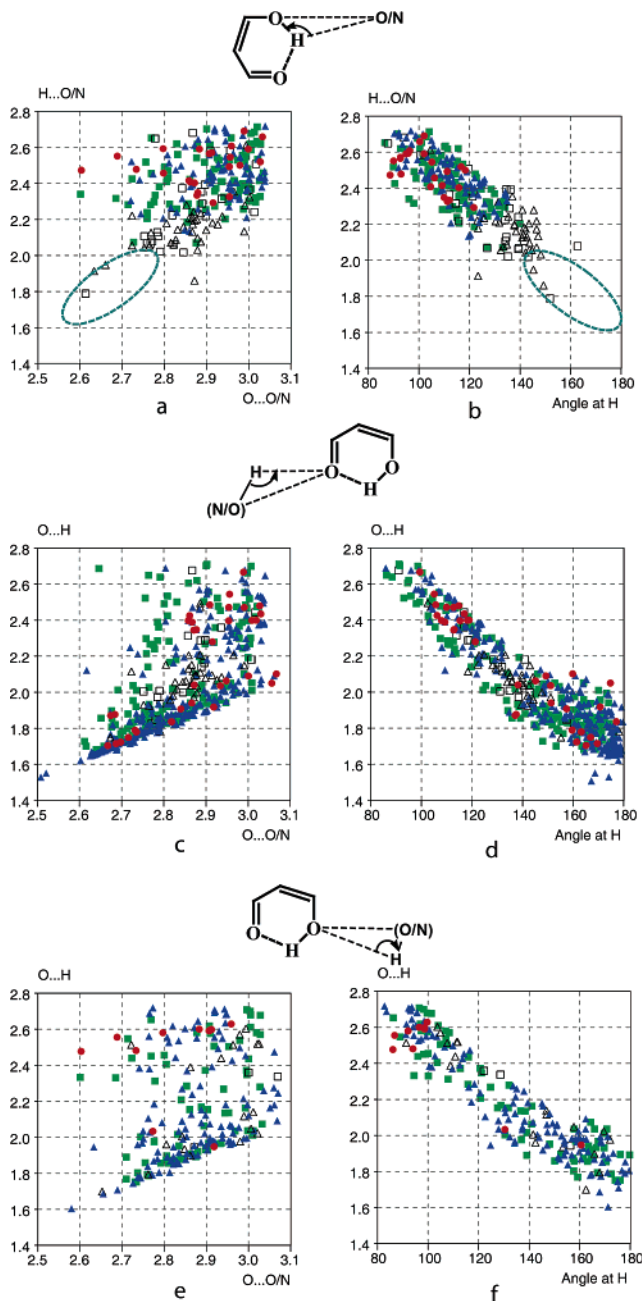 O
H
O
O/N
H...O/N
H...O/N
2.8
2.6
2.4
2.2
2.0
1.8
1.6
1.4
2.5 2.6 2.7 2.8 2.9 3.0 3.1
O...O/N
a
2.8
2.6
2.4
2.2
2.0
1.8
1.6
1.4
80 100 120 140 160 180
Angle at H
b
H
(N/O)
O
H
O
O...H
O...H
2.8
2.6
2.4
2.2
2.0
1.8
1.6
1.4
2.5 2.6 2.7 2.8 2.9 3.0 3.1
O...O/N
c
2.8
2.6
2.4
2.2
2.0
1.8
1.6
1.4
80 100 120 140 160 180
Angle at H
d
O
H
O
(O/N)
H
O...H
O...H
2.8
2.6
2.4
2.2
2.0
1.8
1.6
1.4
2.5 2.6 2.7 2.8 2.9 3.0 3.1
O...O/N
e
2.8
2.6
2.4
2.2
2.0
1.8
1.6
1.4
80 100 120 140 160 180
Angle at H
f